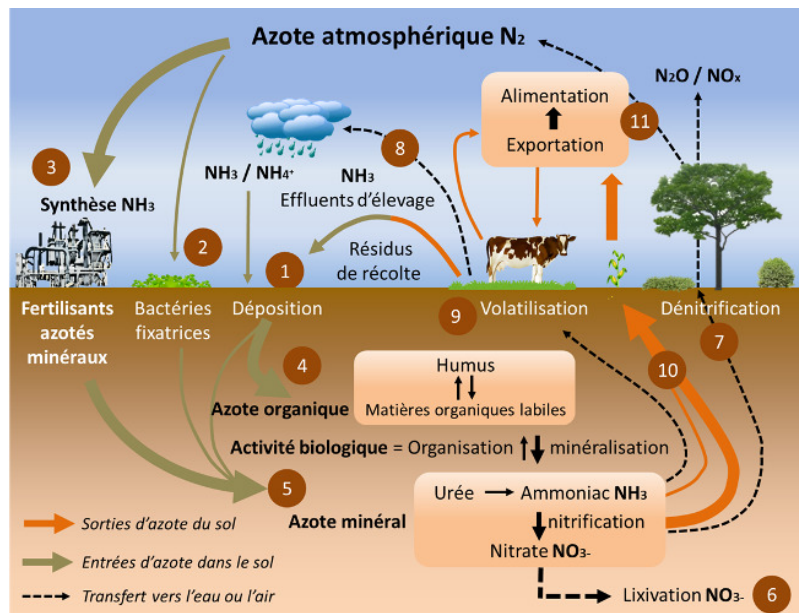 Azote atmosphérique N₂
N₂O / NOₓ
Alimentation
Exportation
11
8
3
NH₃ / NH₄⁺
NH₃
Effluents d'élevage
Synthèse NH₃
2
1
Résidus
de récolte
Fertilisants
azotés
minéraux
Bactéries
fixatrices
Déposition
9
Volatilisation
Dénitrification
7
4
10
Humus
Matières organiques labiles
Azote organique
Activité biologique = Organisation minéralisation
5
Azote minéral
Urée Ammoniac NH₃
nitrification
Nitrate NO₃-
Sorties d'azote du sol
Entrées d'azote dans le sol
Transfert vers l'eau ou l'air
Lixivation NO₃- 6